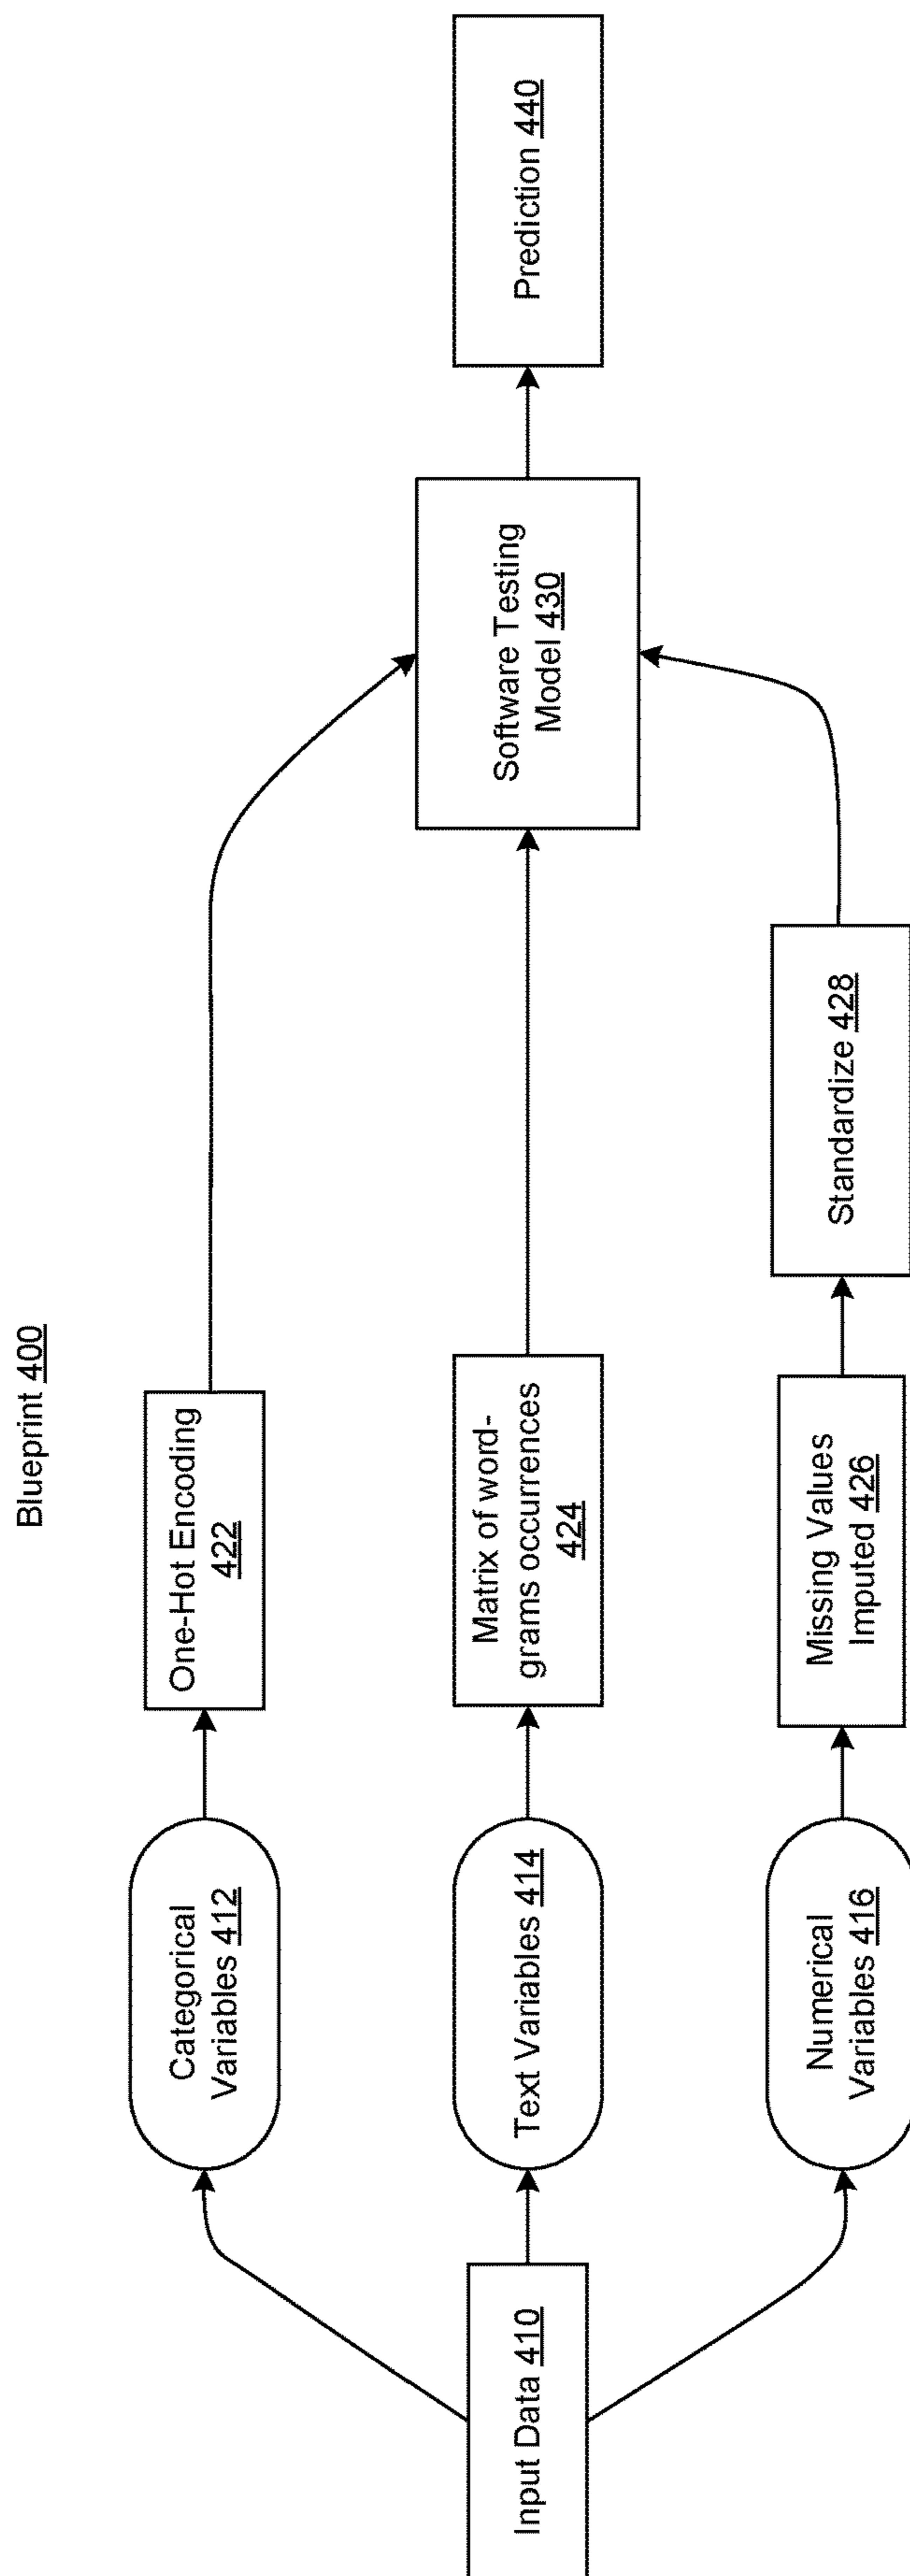 Blueprint 400
Input Data 410
Categorical
Variables 412
Text Variables 414
Numerical
Variables 416
One-Hot Encoding
422
Matrix of word-
grams occurrences
424
Missing Values
Imputed 426
Standardize 428
Software Testing
Model 430
Prediction 440